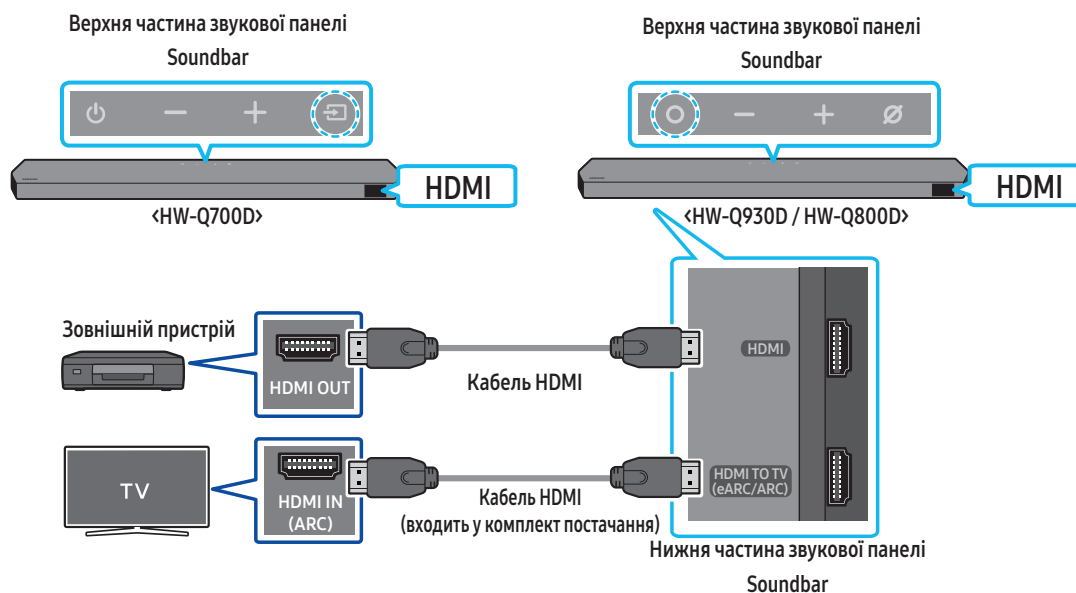 Верхня частина звукової панелі
Soundbar
HDMI
<HW-Q700D>
Верхня частина звукової панелі
Soundbar
HDMI
<HW-Q930D / HW-Q800D>
Зовнішній пристрій
HDMI OUT
Кабель HDMI
HDMI
TV
HDMI IN
(ARC)
Кабель HDMI
(входить у комплект постачання)
HDMI TO TV
(eARC/ARC)
Нижня частина звукової панелі
Soundbar